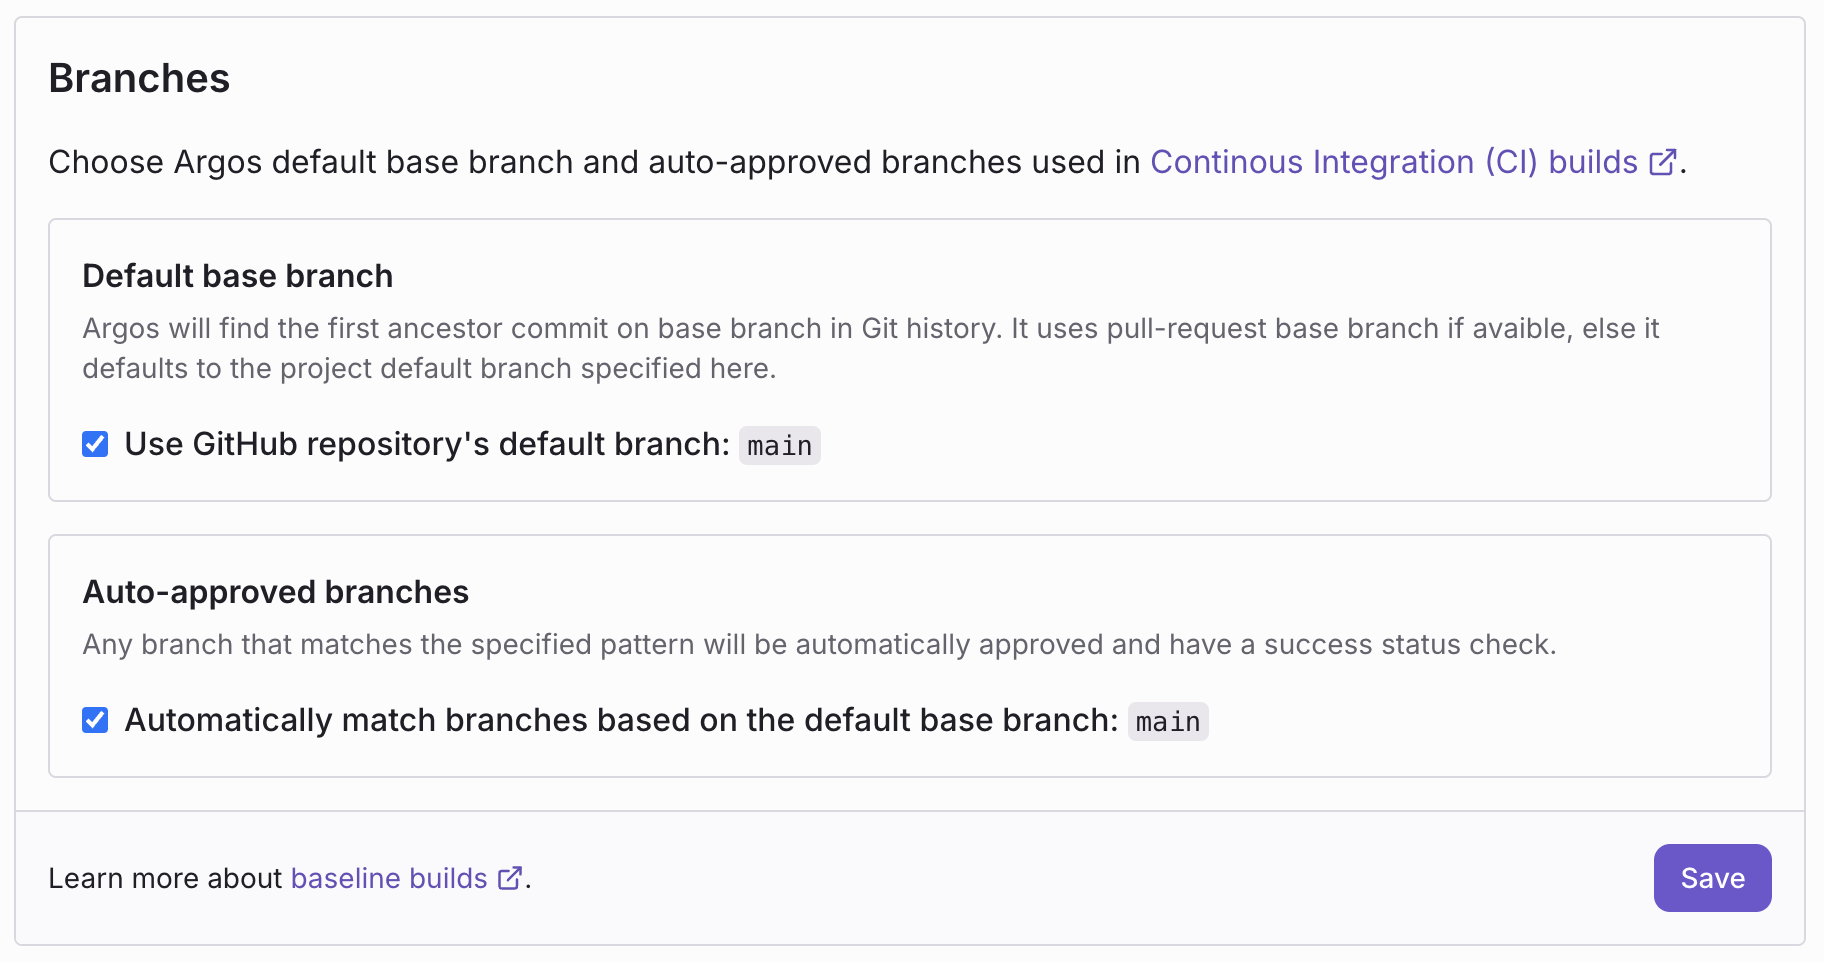 Branches
Choose Argos default base branch and auto-approved branches used in Continous Integration (CI) builds.
Default base branch
Argos will find the first ancestor commit on base branch in Git history. It uses pull-request base branch if avaible, else it
defaults to the project default branch specified here.
Use GitHub repository's default branch: main
Auto-approved branches
Any branch that matches the specified pattern will be automatically approved and have a success status check.
Automatically match branches based on the default base branch: main
Learn more about baseline builds.
Save